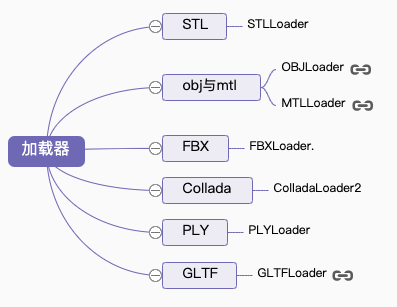 加载器
STL
STLLoader
obj与mtl
OBJLoader
MTLLoader
FBX
FBXLoader.
Collada
ColladaLoader2
PLY
PLYLoader
GLTF
GLTFLoader